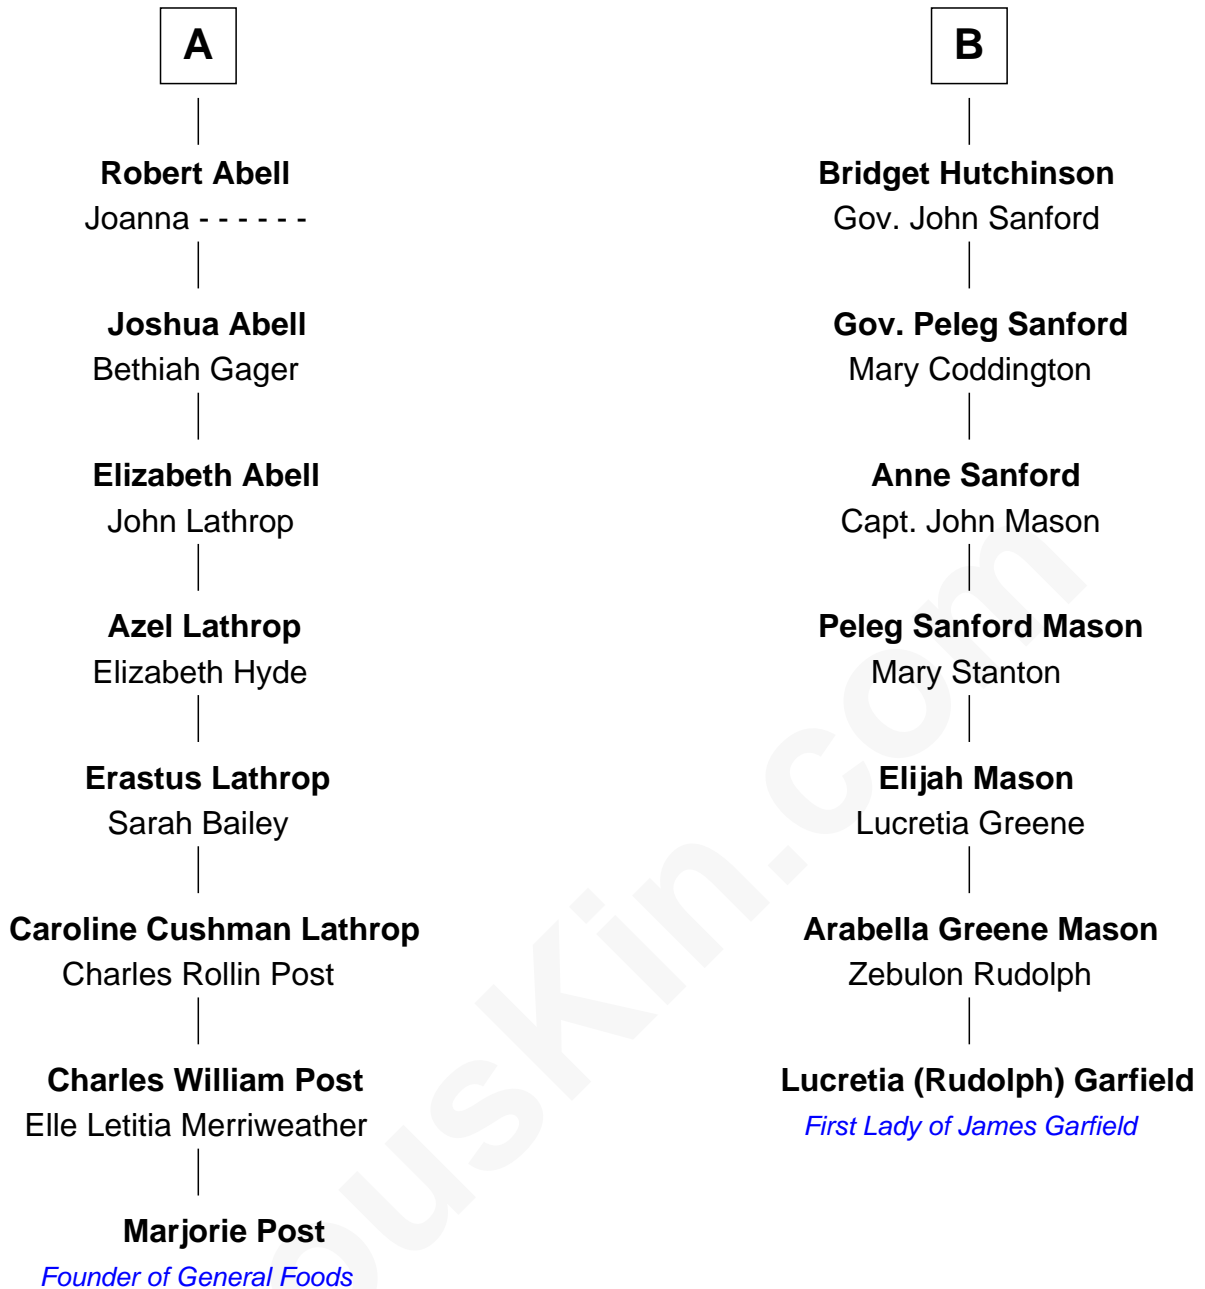 A
Robert Abell
Joanna - - - - - -
Joshua Abell
Bethiah Gager
Elizabeth Abell
John Lathrop
Azel Lathrop
Elizabeth Hyde
Erastus Lathrop
Sarah Bailey
Caroline Cushman Lathrop
Charles Rollin Post
Charles William Post
Elle Letitia Merriweather
Marjorie Post
Founder of General Foods
B
Bridget Hutchinson
Gov. John Sanford
Gov. Peleg Sanford
Mary Coddington
Anne Sanford
Capt. John Mason
Peleg Sanford Mason
Mary Stanton
Elijah Mason
Lucretia Greene
Arabella Greene Mason
Zebulon Rudolph
Lucretia (Rudolph) Garfield
First Lady of James Garfield
ousKin.com